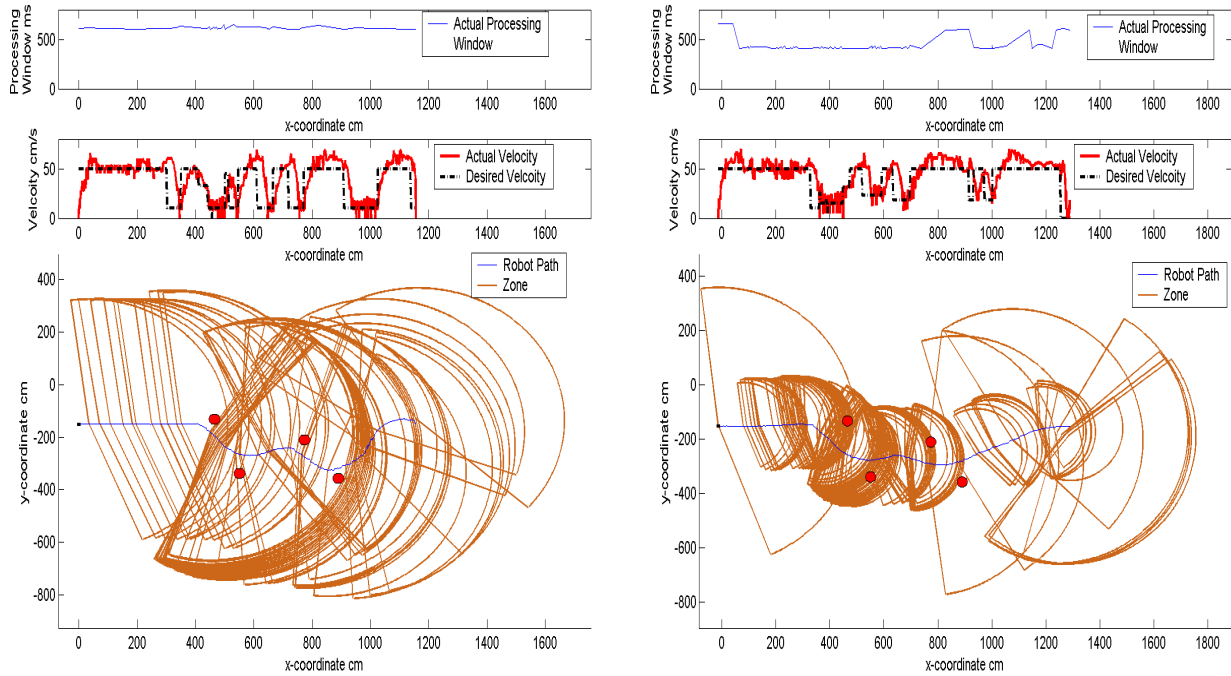 Processing
Window ms
500
0
0 200 400 600 800 1000 1200 1400 1600
x-coordinate cm
Actual Processing
Window
Velcoity cm/s
50
0
0 200 400 600 800 1000 1200 1400 1600
x-coordinate cm
Actual Velocity
Desired Velcoity
y-coordinate cm
400
200
0
-200
-400
-600
-800
0 200 400 600 800 1000 1200 1400 1600
x-coordinate cm
Robot Path
Zone
Processing
Window ms
500
0
0 200 400 600 800 1000 1200 1400 1600 1800
x-coordinate cm
Actual Processing
Window
Velcoity cm/s
50
0
0 200 400 600 800 1000 1200 1400 1600 1800
x-coordinate cm
Actual Velocity
Desired Velcoity
y-coordinate cm
400
200
0
-200
-400
-600
-800
0 200 400 600 800 1000 1200 1400 1600 1800
x-coordinate cm
Robot Path
Zone